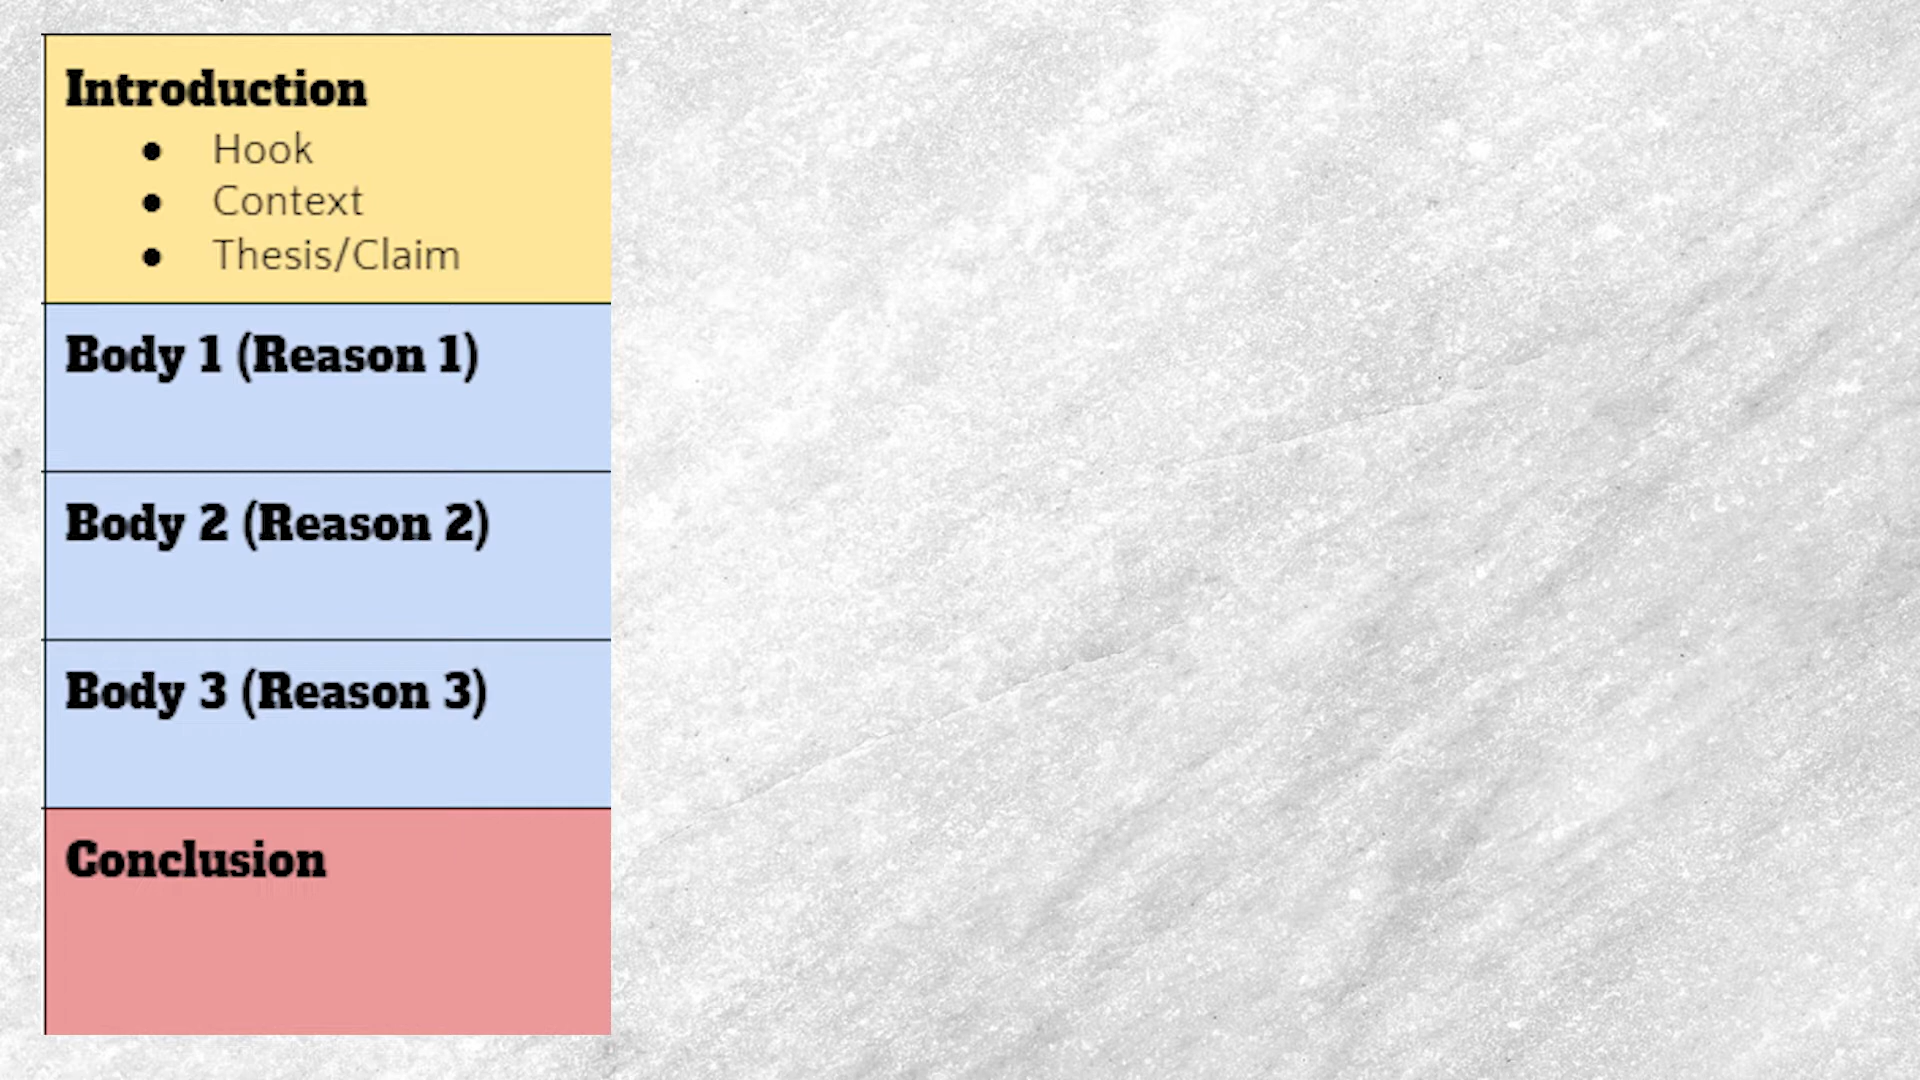 Introduction
● Hook
● Context
● Thesis/Claim
Body 1 (Reason 1)
Body 2 (Reason 2)
Body 3 (Reason 3)
Conclusion